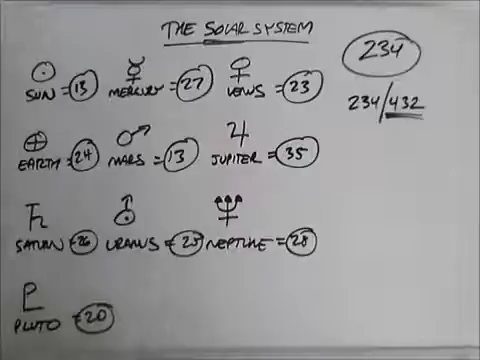 THE SOLAR SYSTEM
234
SUN = 13 MERCURY = 27 VENUS = 23
234/432
EARTH = 24 MARS = 13 JUPITER = 35
SATURN = 26 URANUS = 25 NEPTUNE = 28
PLUTO = 20